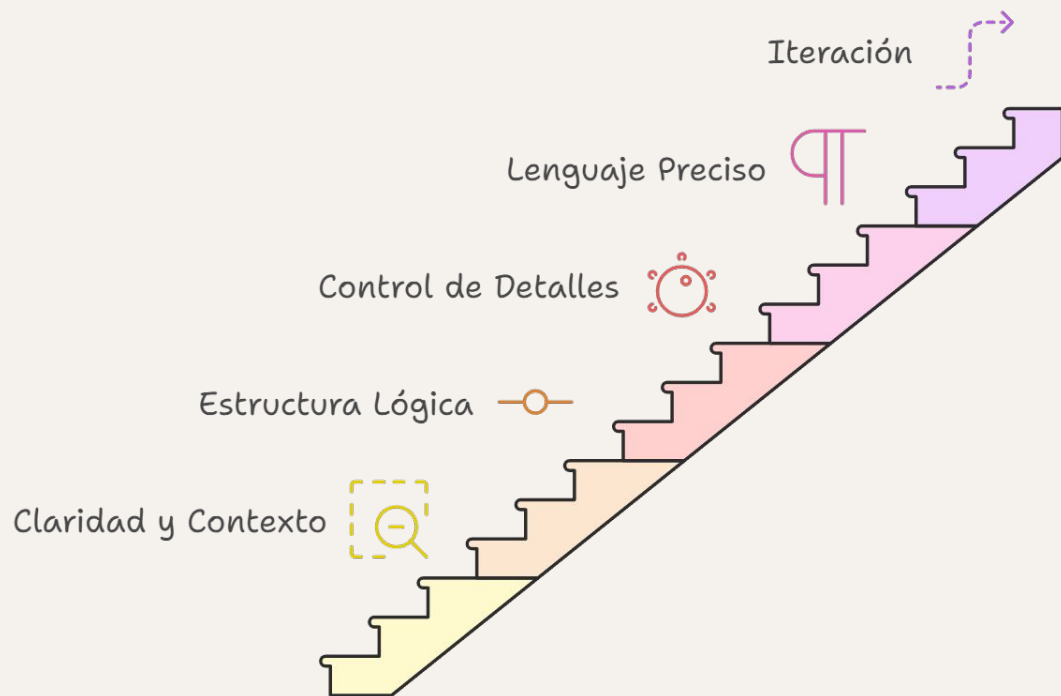 Iteración
Lenguaje Preciso
Control de Detalles
Estructura Lógica
Claridad y Contexto